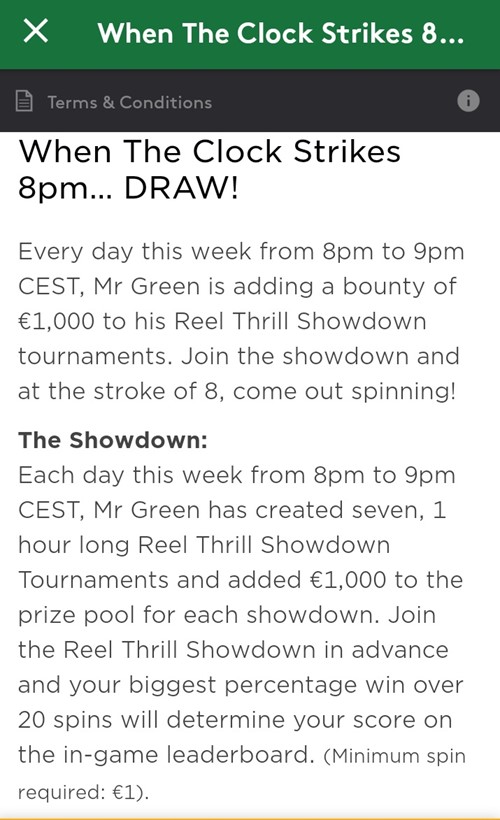 When The Clock Strikes 8...
Terms & Conditions
When The Clock Strikes
8pm... DRAW!
Every day this week from 8pm to 9pm
CEST, Mr Green is adding a bounty of
€1,000 to his Reel Thrill Showdown
tournaments. Join the showdown and
at the stroke of 8, come out spinning!
The Showdown:
Each day this week from 8pm to 9pm
CEST, Mr Green has created seven, 1
hour long Reel Thrill Showdown
Tournaments and added €1,000 to the
prize pool for each showdown. Join
the Reel Thrill Showdown in advance
and your biggest percentage win over
20 spins will determine your score on
the in-game leaderboard. (Minimum spin
required: €1).